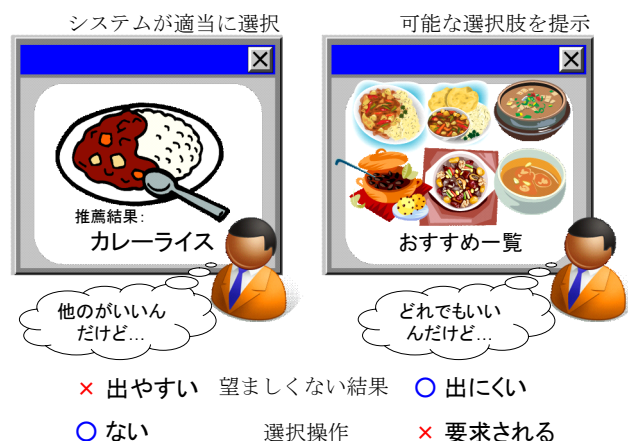 システムが適当に選択
可能な選択肢を提示
推薦結果:
カレーライス
おすすめ一覧
他のがいいん
だけど…
どれでもいい
んだけど…
× 出やすい 望ましくない結果 ○ 出にくい
○ ない 選択操作 × 要求される